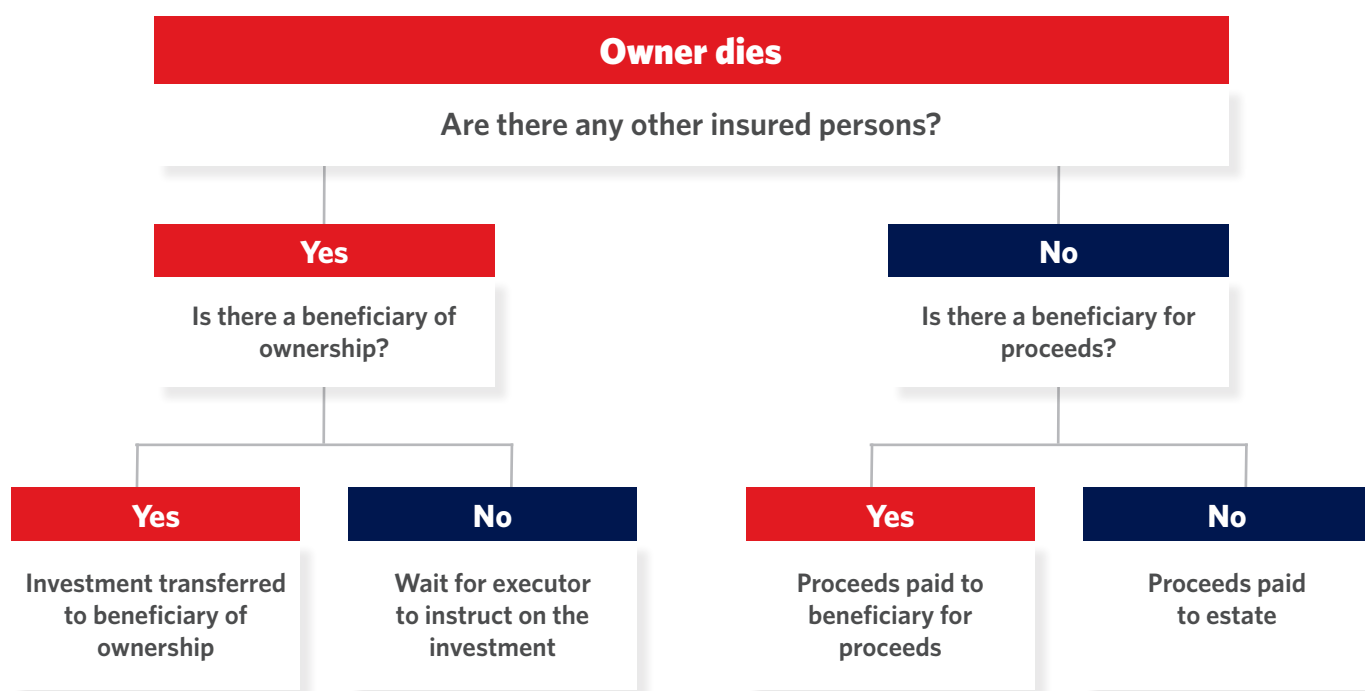 Owner dies
Are there any other insured persons?
Yes
Is there a beneficiary of
ownership?
No
Is there a beneficiary for
proceeds?
Yes
Investment transferred
to beneficiary of
ownership
No
Wait for executor
to instruct on the
investment
Yes
Proceeds paid to
beneficiary for
proceeds
No
Proceeds paid
to estate